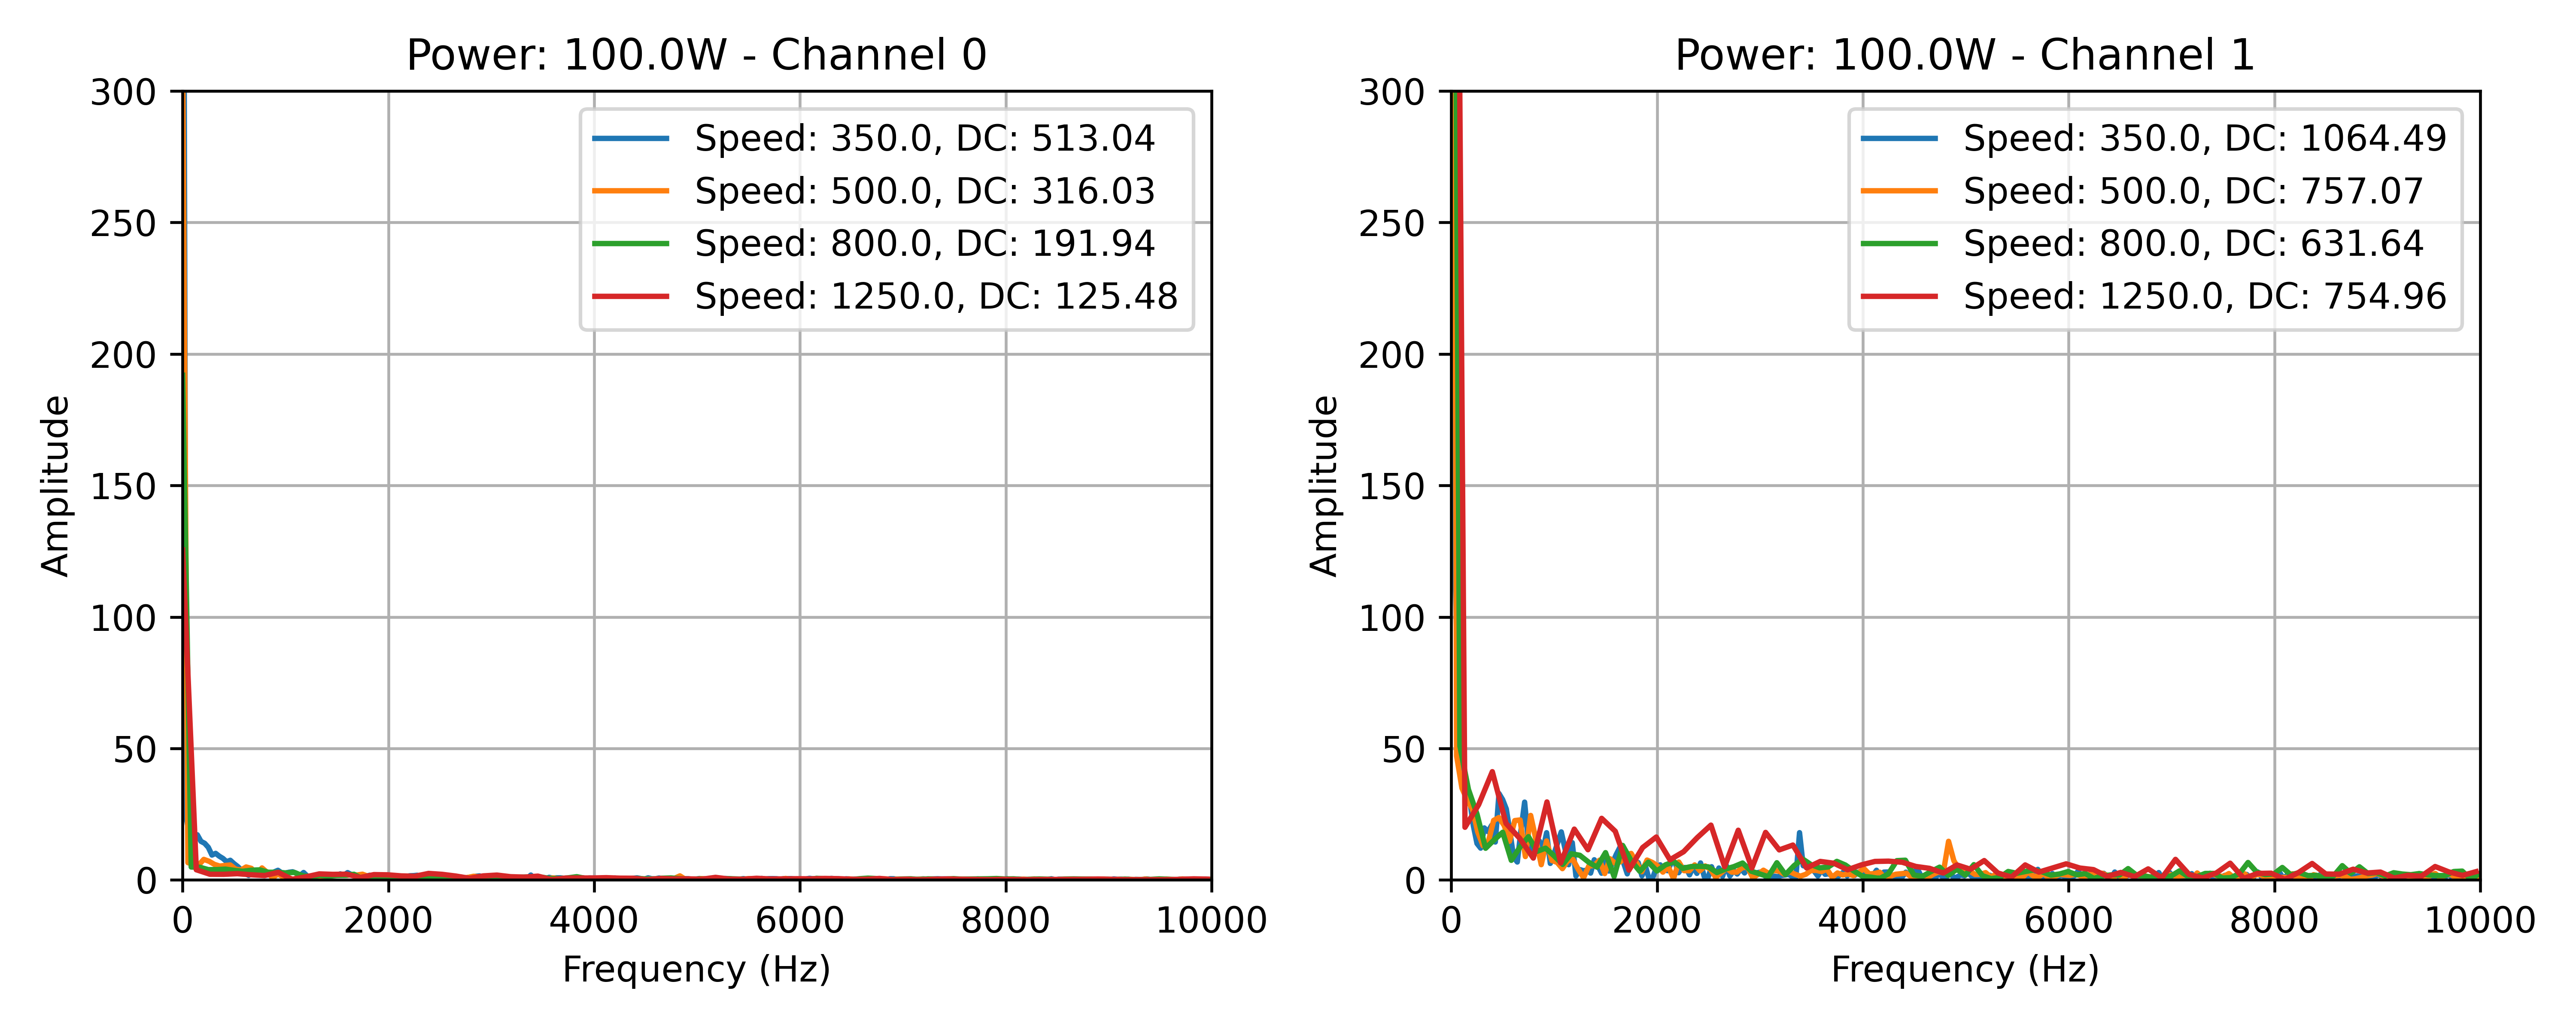 Power: 100.0W - Channel 0
300
250
200
150
100
50
0
Amplitude
Speed: 350.0, DC: 513.04
Speed: 500.0, DC: 316.03
Speed: 800.0, DC: 191.94
Speed: 1250.0, DC: 125.48
0 2000 4000 6000 8000 10000
Frequency (Hz)
Power: 100.0W - Channel 1
300
250
200
150
100
50
0
Amplitude
Speed: 350.0, DC: 1064.49
Speed: 500.0, DC: 757.07
Speed: 800.0, DC: 631.64
Speed: 1250.0, DC: 754.96
0 2000 4000 6000 8000 10000
Frequency (Hz)